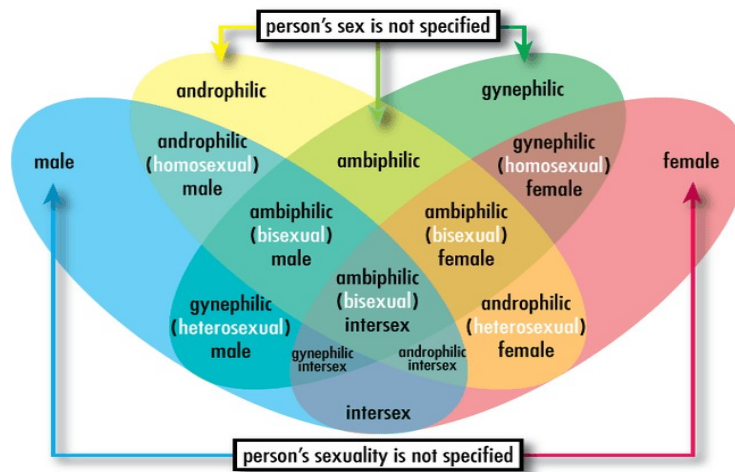 person's sex is not specified
androphilic
gynephilic
androphilic
(homosexual)
male
ambiphilic
gynephilic
(homosexual)
female
male
female
ambiphilic
(bisexual)
male
ambiphilic
(bisexual)
female
ambiphilic
(bisexual)
intersex
gynephilic
(heterosexual)
male
androphilic
(heterosexual)
female
gynephilic
intersex
androphilic
intersex
intersex
person's sexuality is not specified